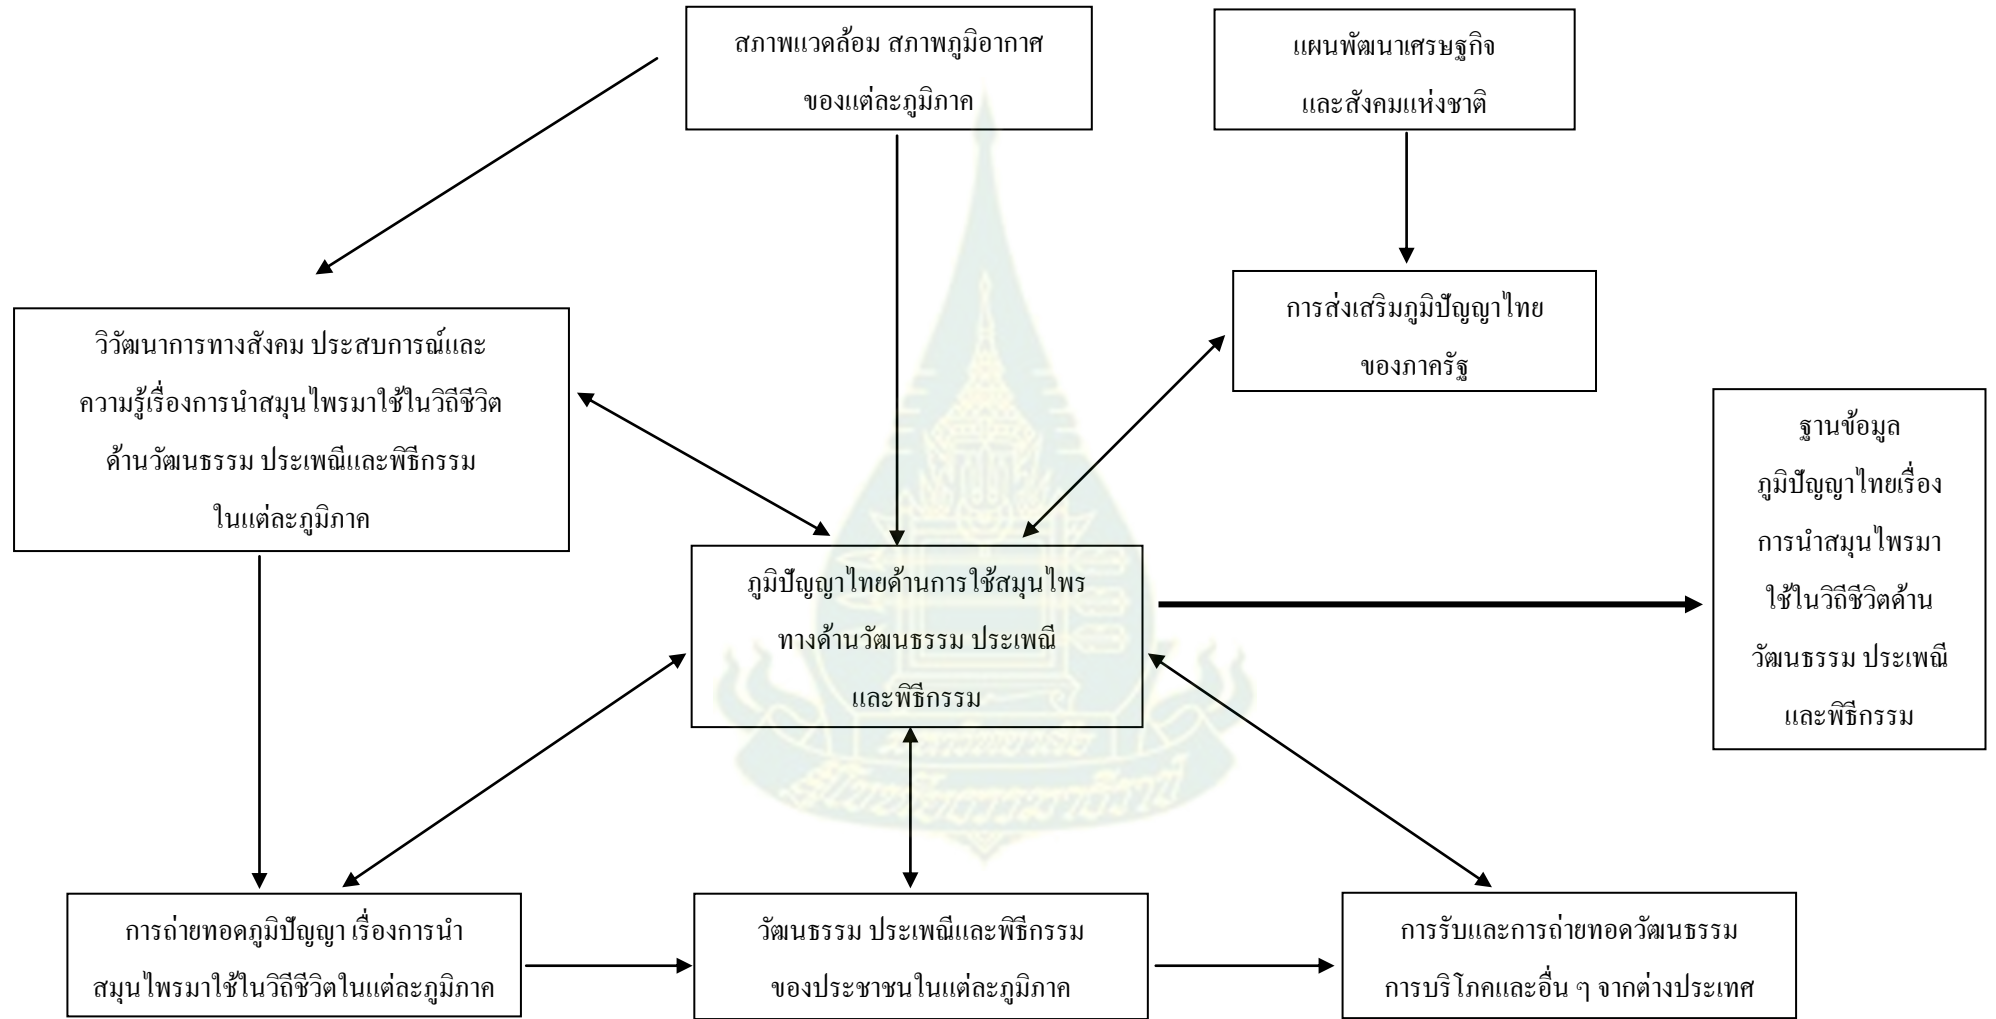 สภาพแวดล้อม สภาพภูมิอากาศ
ของแต่ละภูมิภาค
แผนพัฒนาเศรษฐกิจ
และสังคมแห่งชาติ
การส่งเสริมภูมิปัญญาไทย
ของภาครัฐ
วิวัฒนาการทางสังคม ประสบการณ์และ
ความรู้เรื่องการนำสมุนไพรมาใช้ในวิถีชีวิต
ด้านวัฒนธรรม ประเพณีและพิธีกรรม
ในแต่ละภูมิภาค
ฐานข้อมูล
ภูมิปัญญาไทยเรื่อง
การนำสมุนไพรมา
ใช้ในวิถีชีวิตด้าน
วัฒนธรรม ประเพณี
และพิธีกรรม
ภูมิปัญญาไทยด้านการใช้สมุนไพร
ทางด้านวัฒนธรรม ประเพณี
และพิธีกรรม
มหาวิทยาลัย
สุโขทัยธรรมาธิราช
การถ่ายทอดภูมิปัญญา เรื่องการนำ
สมุนไพรมาใช้ในวิถีชีวิตในแต่ละภูมิภาค
วัฒนธรรม ประเพณีและพิธีกรรม
ของประชาชนในแต่ละภูมิภาค
การรับและการถ่ายทอดวัฒนธรรม
การบริโภคและอื่น ๆ จากต่างประเทศ